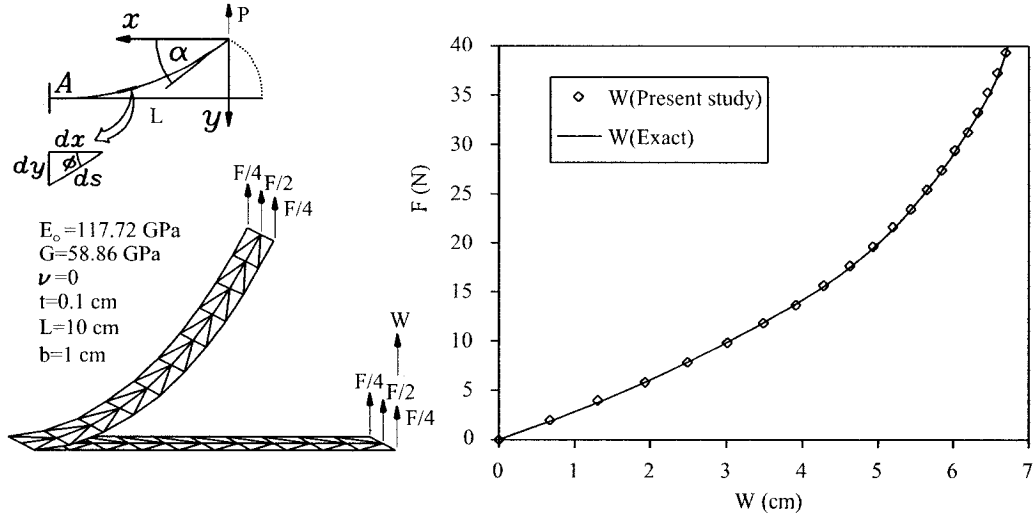 P
x
α
A
L
y
dx
dy
ϕ
ds
F/4
F/2
F/4
E₀=117.72 GPa
G=58.86 GPa
ν=0
t=0.1 cm
L=10 cm
b=1 cm
W
F/4
F/2
F/4
40
35
30
25
20
15
10
5
0
F (N)
W(Present study)
W(Exact)
0 1 2 3 4 5 6 7
W (cm)